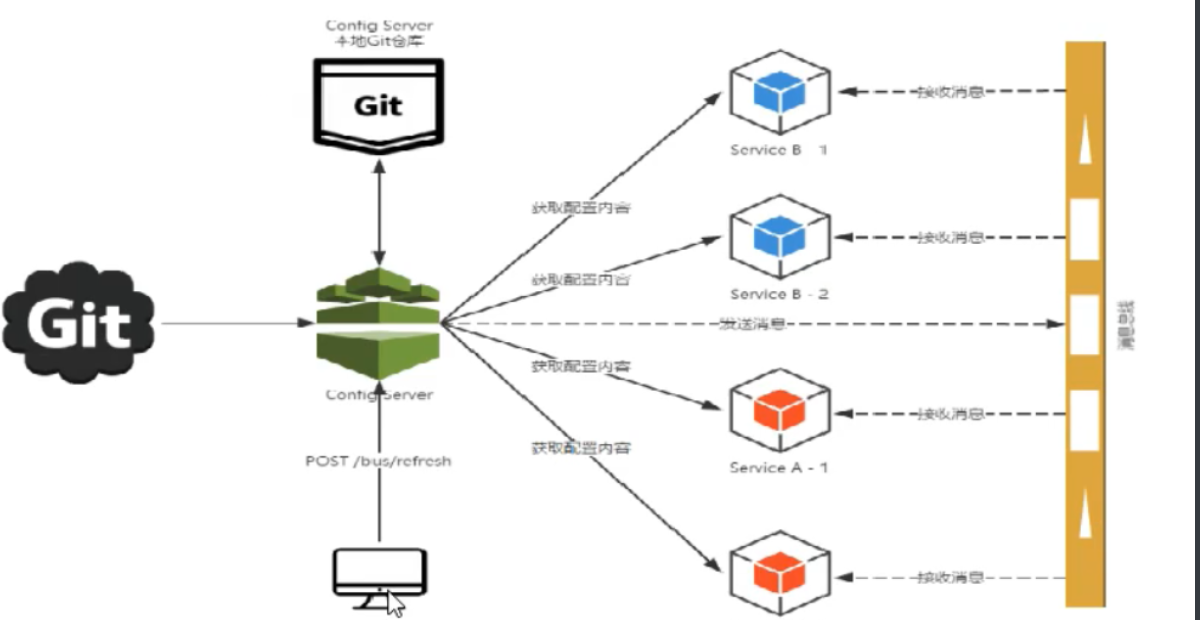 Config Server
本地Git仓库
Git
获取配置内容
接收消息
Service B - 1
获取配置内容
接收消息
Service B - 2
Git
发送消息
消息总线
获取配置内容
Config Server
接收消息
获取配置内容
POST /bus/refresh
Service A - 1
接收消息